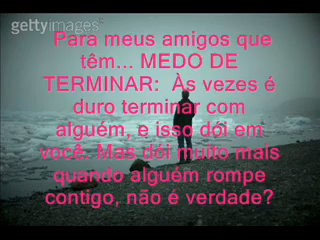 gettyimages
Para meus amigos que
têm... MEDO DE
TERMINAR:  Às vezes é
duro terminar com
alguém, e isso dói em
você. Mas dói muito mais
quando alguém rompe
contigo, não é verdade?